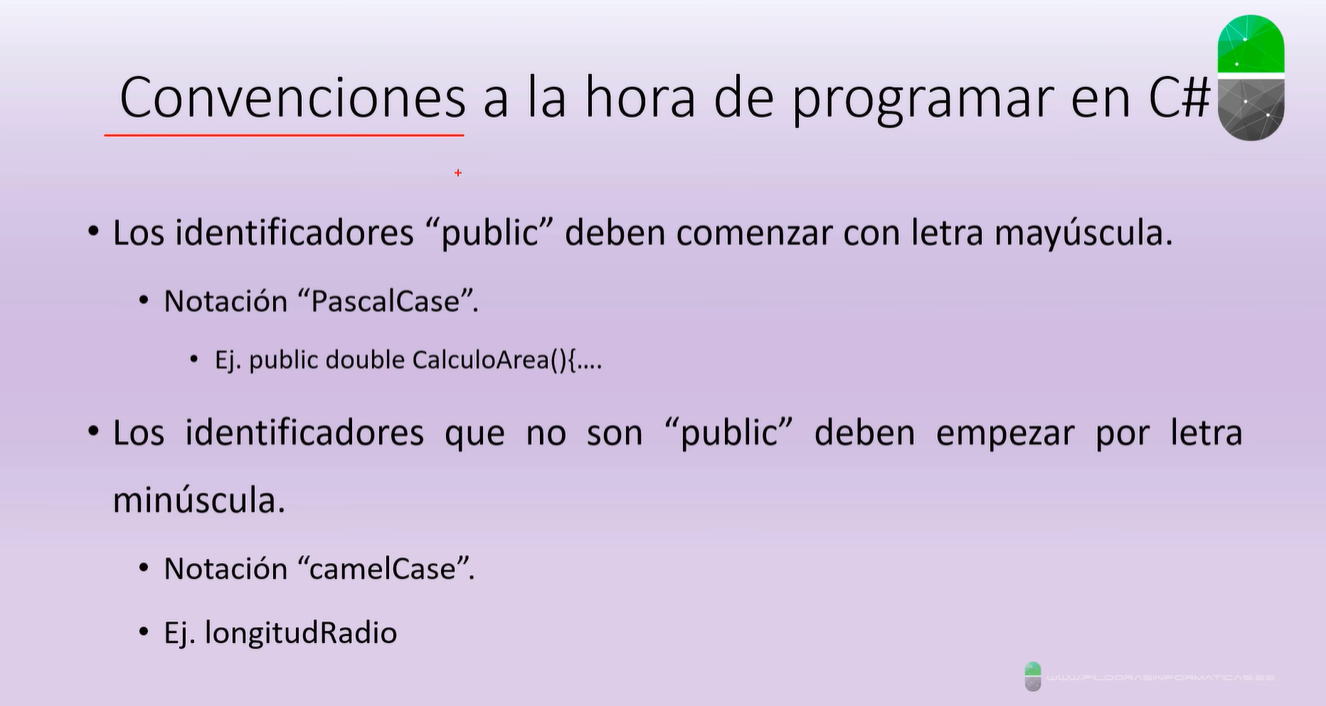 Convenciones a la hora de programar en C#
• Los identificadores “public” deben comenzar con letra mayúscula.
• Notación “PascalCase”.
• Ej. public double CalculoArea(){....
• Los identificadores que no son “public” deben empezar por letra
minúscula.
• Notación “camelCase”.
• Ej. longitudRadio
WWW.PILDORASINFORMATICAS.ES